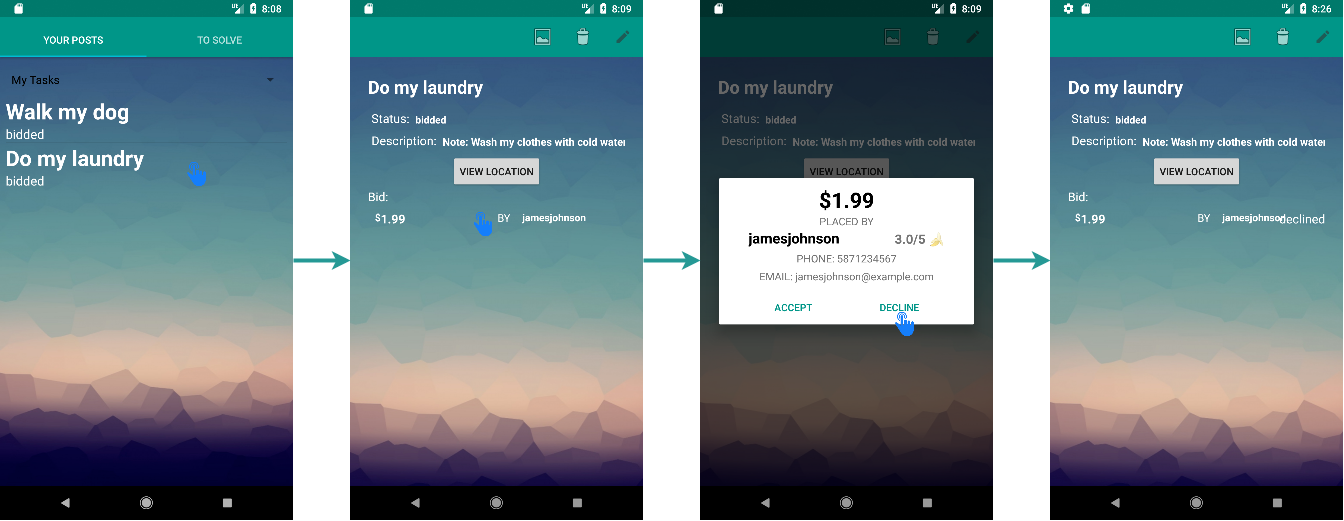 8:08
YOUR POSTS TO SOLVE
My Tasks
Walk my dog
bidded
Do my laundry
bidded
8:09
Do my laundry
Status: bidded
Description: Note: Wash my clothes with cold water
VIEW LOCATION
Bid:
$1.99 BY jamesjohnson
8:09
Do my laundry
Status: bidded
Description: Note: Wash my clothes with cold water
VIEW LOCATION
$1.99
PLACED BY
jamesjohnson 3.0/5
PHONE: 5871234567
EMAIL: jamesjohnson@example.com
ACCEPT DECLINE
8:26
Do my laundry
Status: bidded
Description: Note: Wash my clothes with cold water
VIEW LOCATION
Bid:
$1.99 BY jamesjohnson declined